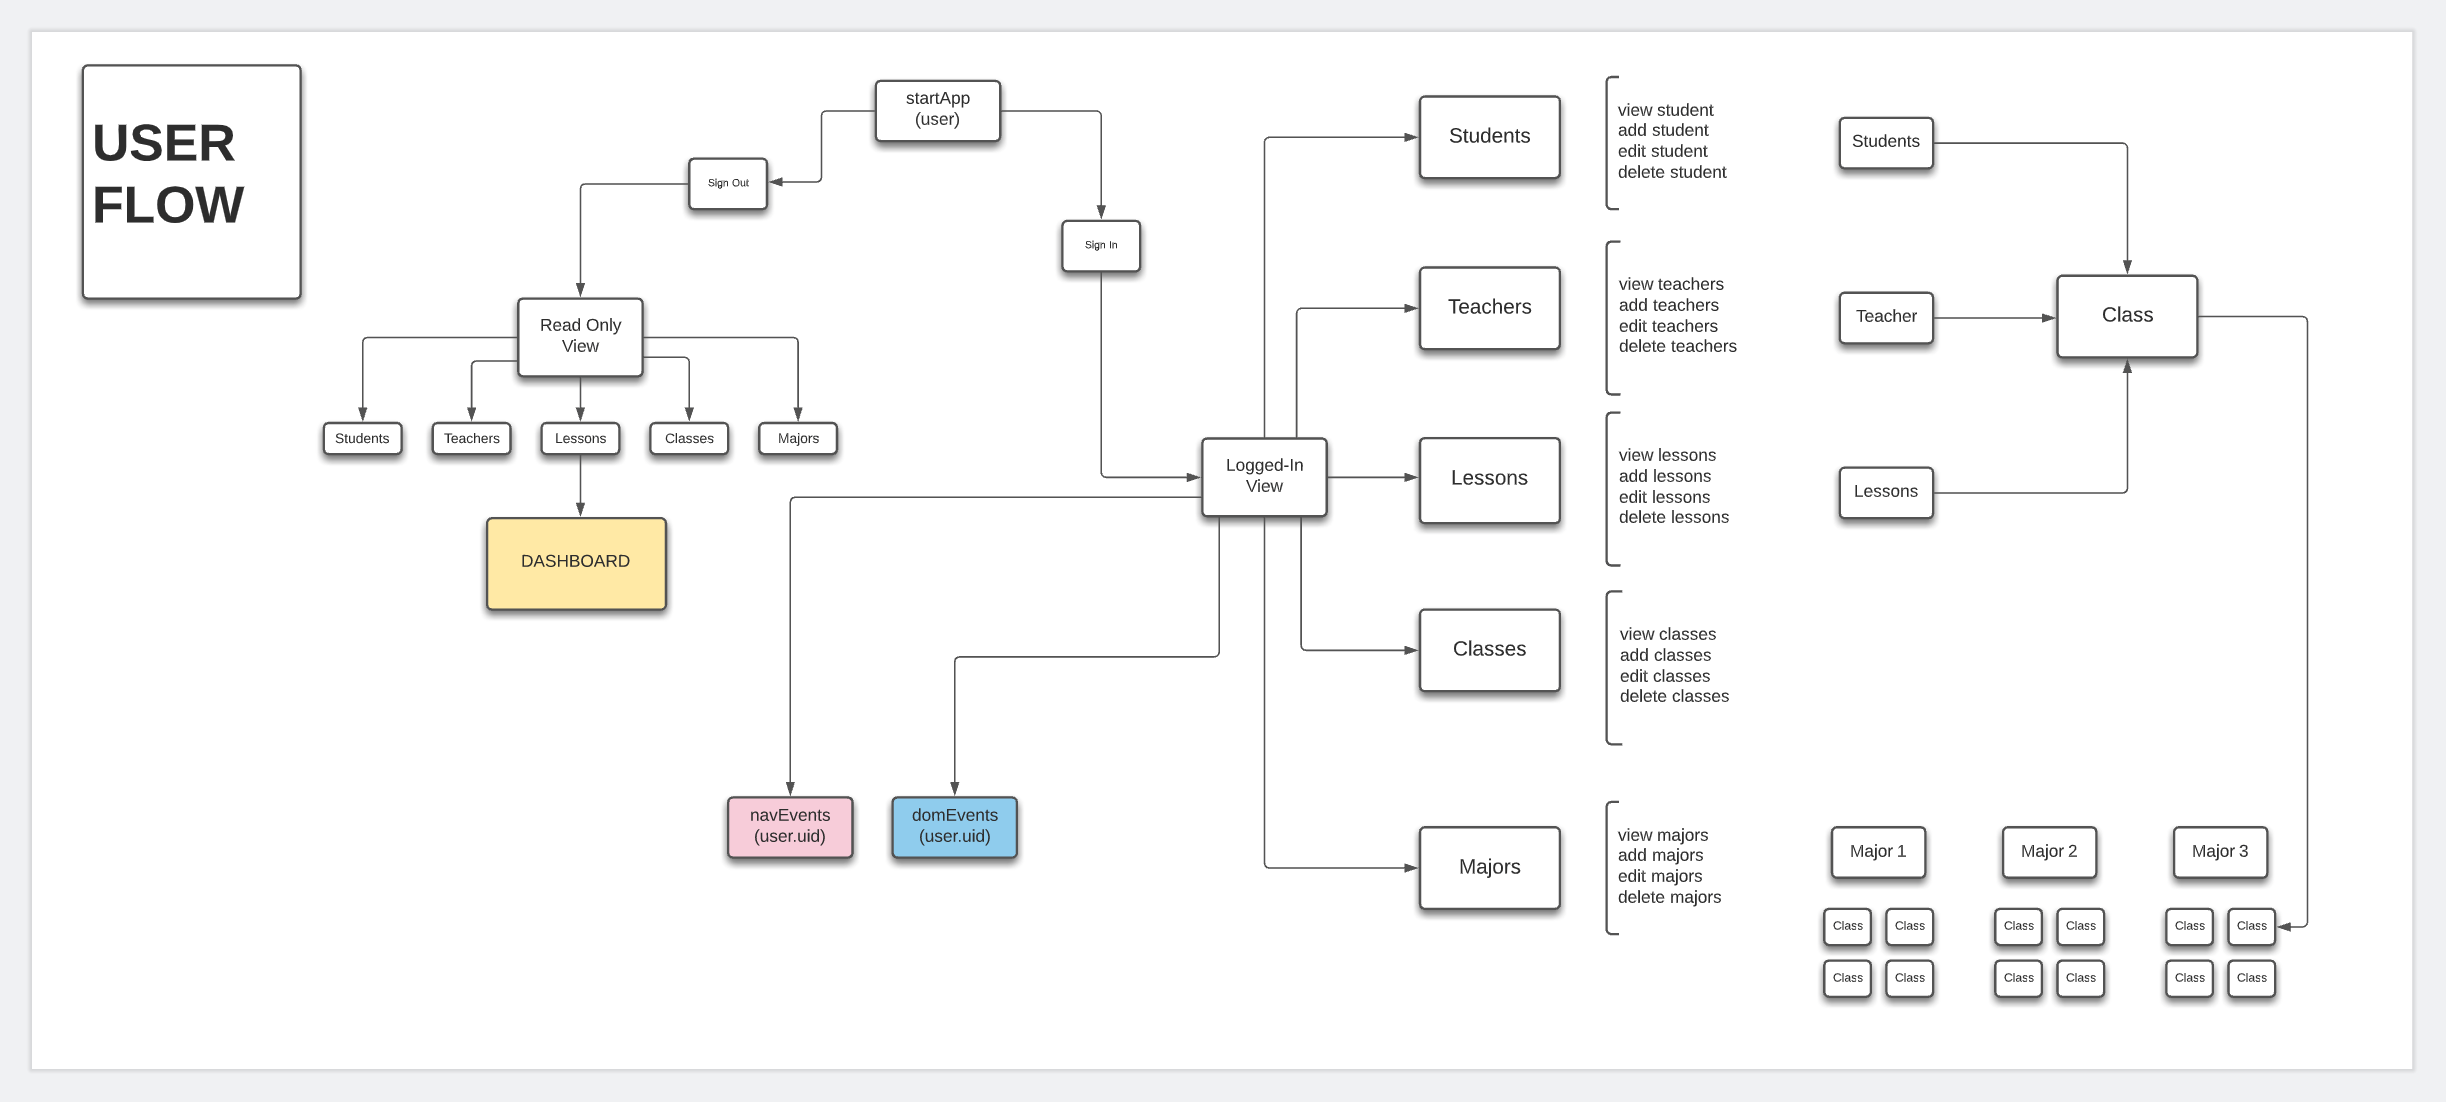 USER
FLOW
startApp
(user)
Sign Out
Sign In
Read Only
View
Students
Teachers
Lessons
Classes
Majors
DASHBOARD
Logged-In
View
navEvents
(user.uid)
domEvents
(user.uid)
Students
view student
add student
edit student
delete student
Teachers
view teachers
add teachers
edit teachers
delete teachers
Lessons
view lessons
add lessons
edit lessons
delete lessons
Classes
view classes
add classes
edit classes
delete classes
Majors
view majors
add majors
edit majors
delete majors
Students
Teacher
Lessons
Class
Major 1
Major 2
Major 3
Class
Class
Class
Class
Class
Class
Class
Class
Class
Class
Class
Class